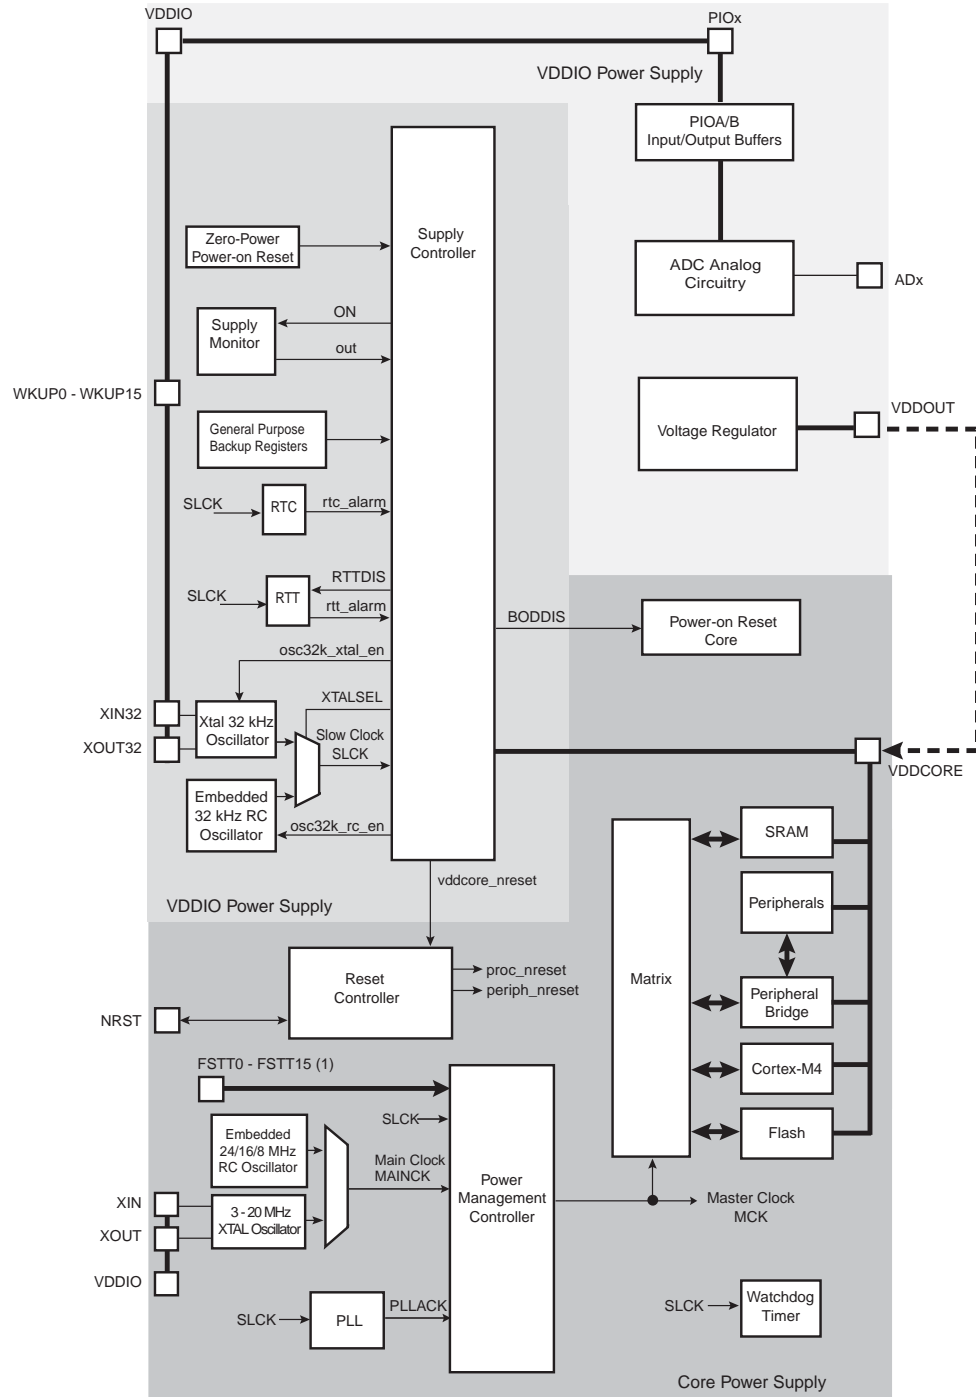 VDDIO
PIOx
VDDIO Power Supply
PIOA/B
Input/Output Buffers
Supply
Controller
Zero-Power
Power-on Reset
ADC Analog
Circuitry
ADx
ON
Supply
Monitor
out
WKUP0 - WKUP15
General Purpose
Backup Registers
Voltage Regulator
VDDOUT
SLCK
RTC
rtc_alarm
RTTDIS
SLCK
RTT
rtt_alarm
BODDIS
Power-on Reset
Core
osc32k_xtal_en
XTALSEL
XIN32
Xtal 32 kHz
Oscillator
XOUT32
Slow Clock
SLCK
VDDCORE
Embedded
32 kHz RC
Oscillator
osc32k_rc_en
SRAM
vddcore_nreset
VDDIO Power Supply
Peripherals
Reset
Controller
proc_nreset
periph_nreset
Matrix
Peripheral
Bridge
NRST
FSTT0 - FSTT15 (1)
Cortex-M4
SLCK
Flash
Embedded
24/16/8 MHz
RC Oscillator
Main Clock
MAINCK
Power
Management
Controller
XIN
3 - 20 MHz
XTAL Oscillator
XOUT
Master Clock
MCK
VDDIO
SLCK
PLL
PLLACK
SLCK
Watchdog
Timer
Core Power Supply